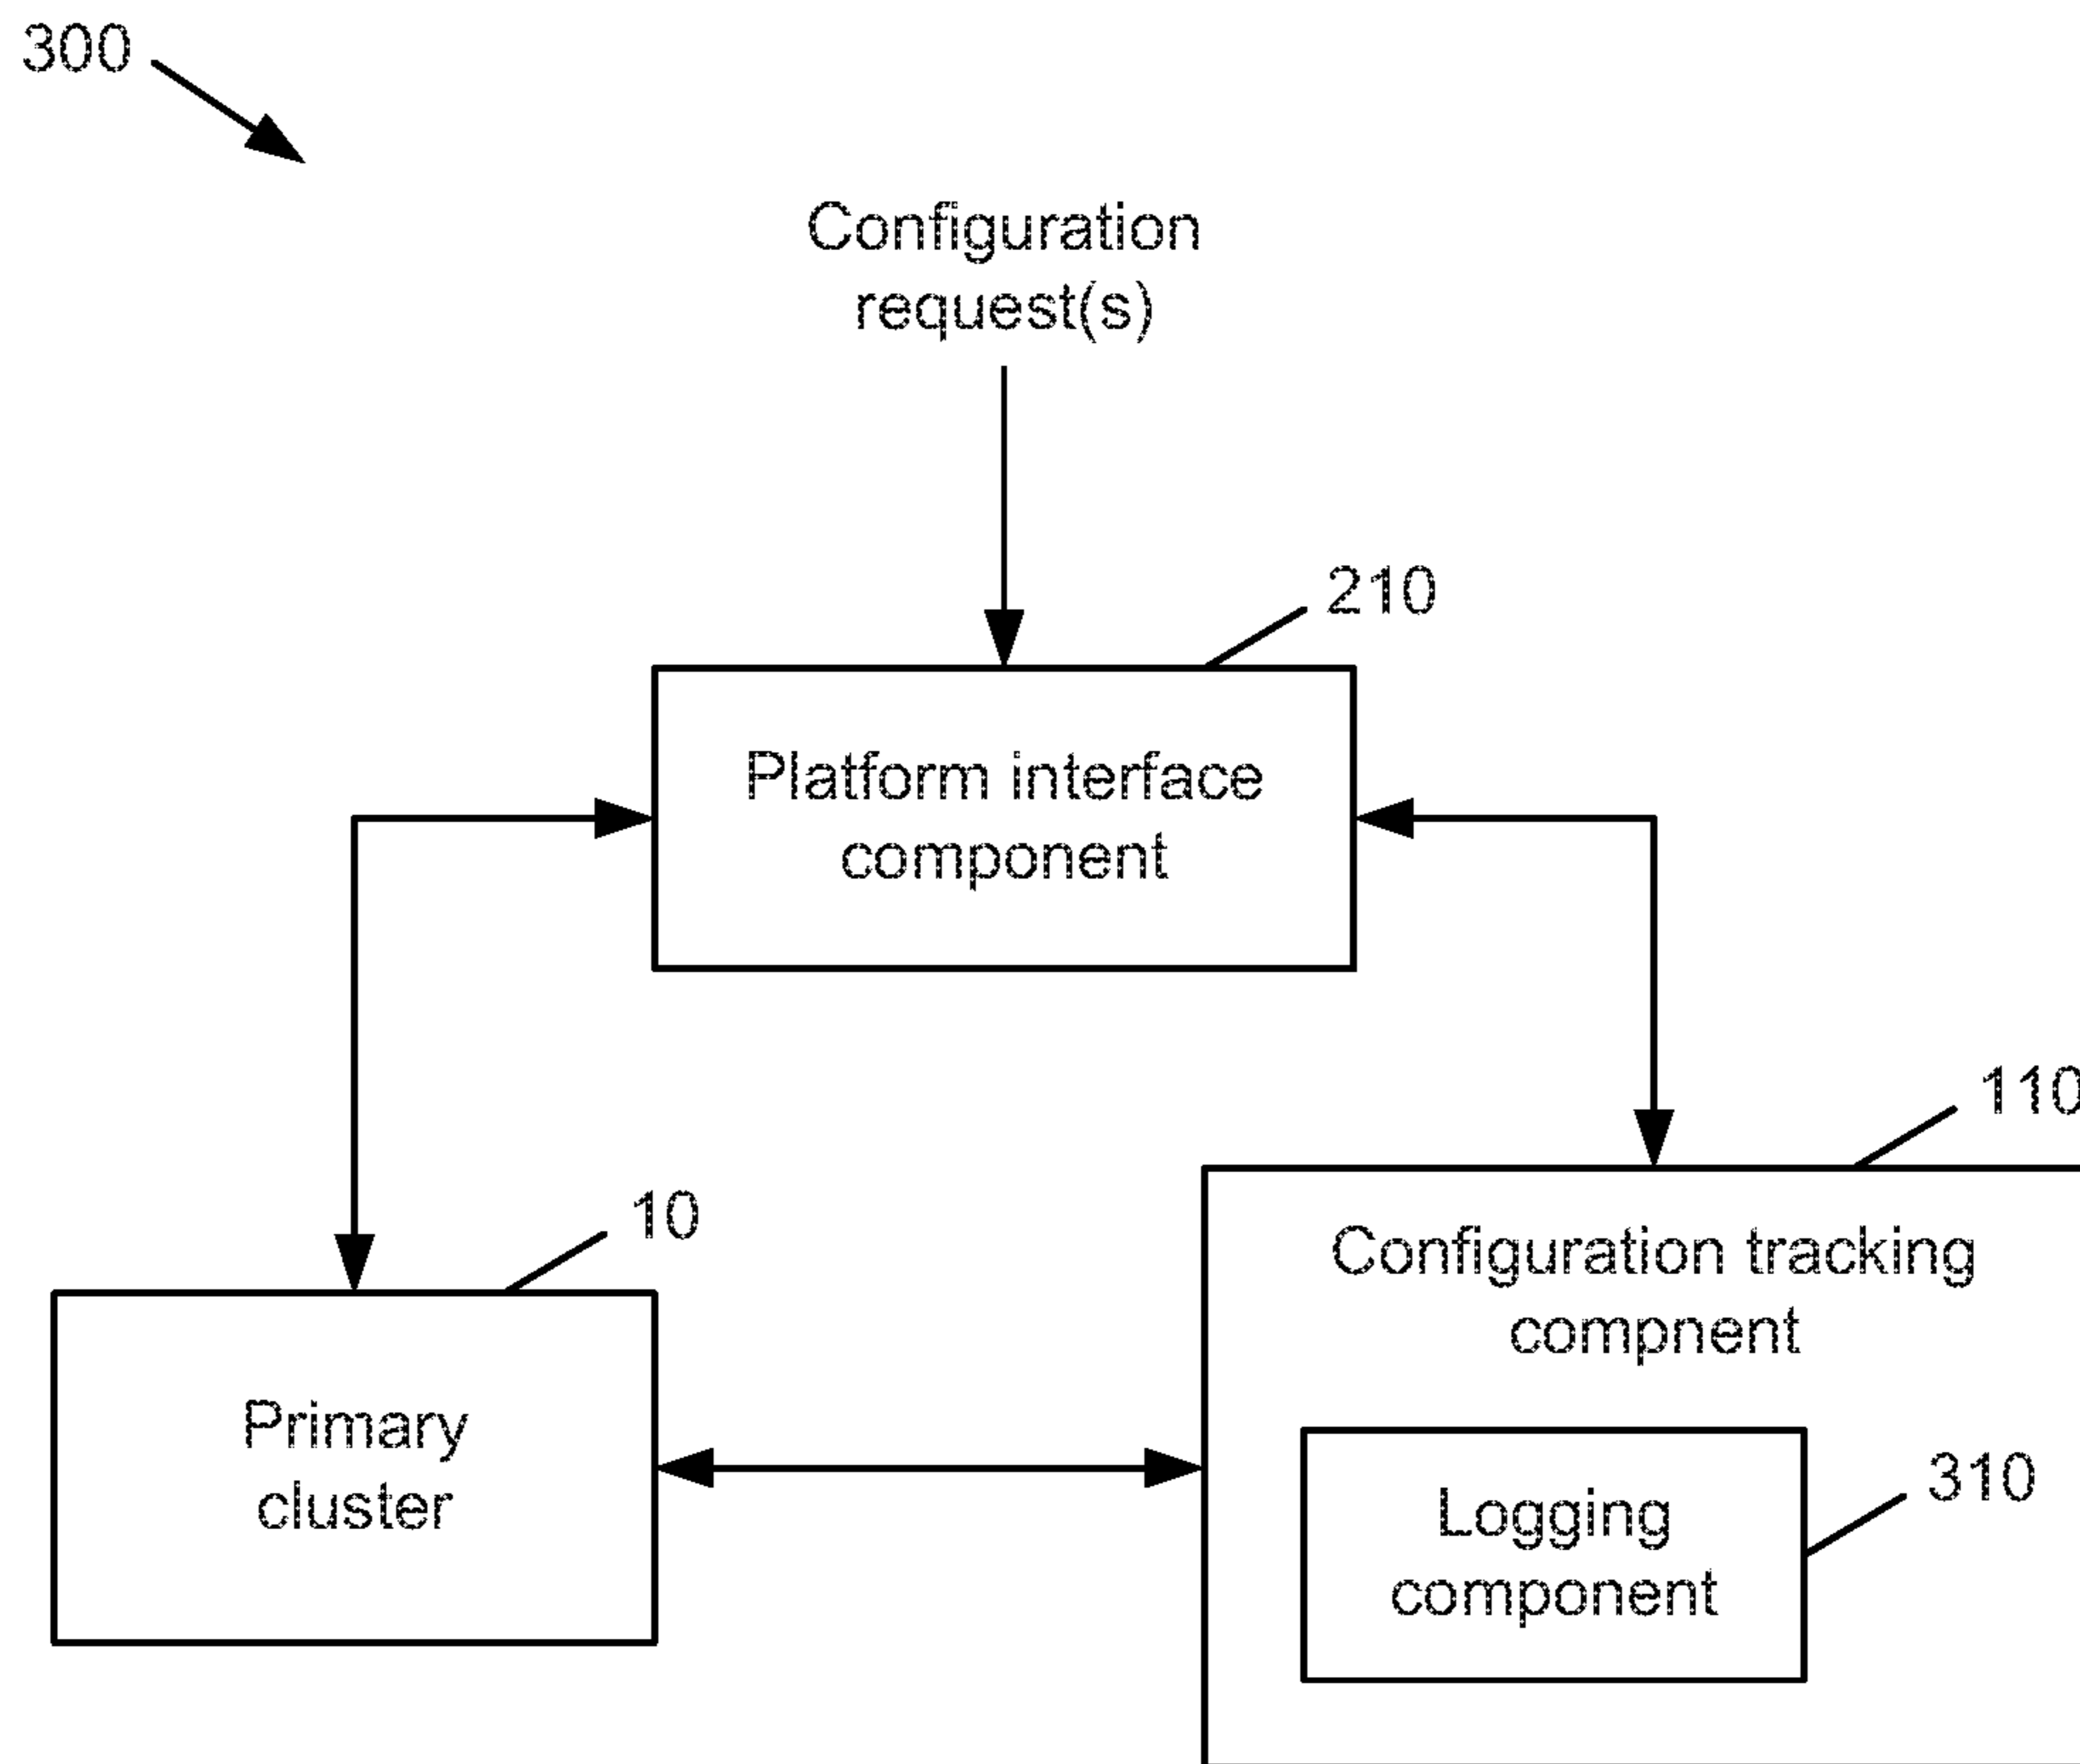 300
Configuration
request(s)
210
Platform interface
component
110
10
Configuration tracking
compnent
Primary
cluster
310
Logging
component